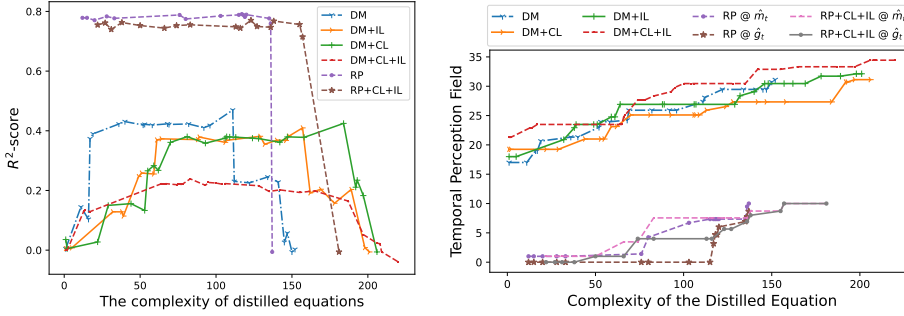 0.8
0.6
0.4
0.2
0.0
0 50 100 150 200
R²-score
The complexity of distilled equations
DM
DM+IL
DM+CL
DM+CL+IL
RP
RP+CL+IL
DM
DM+CL
DM+IL
DM+CL+IL
RP @ m̂ₜ
RP @ ĝₜ
RP+CL+IL @ m̂ₜ
RP+CL+IL @ ĝₜ
35
30
25
20
15
10
5
0
0 50 100 150 200
Temporal Perception Field
Complexity of the Distilled Equation